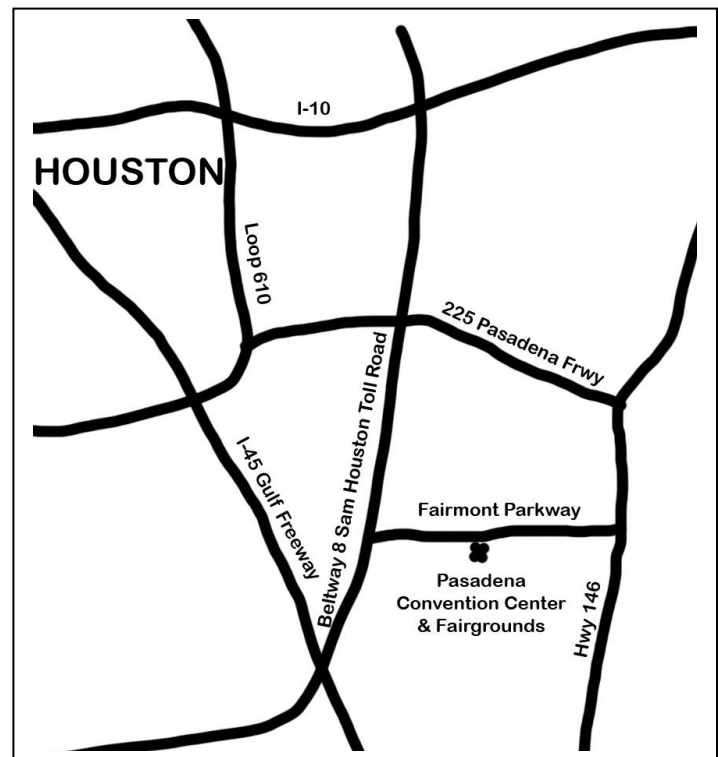 I-10
HOUSTON
Loop 610
225 Pasadena Frwy
Beltway 8 Sam Houston Toll Road
I-45 Gulf Freeway
Fairmont Parkway
Pasadena
Convention Center
& Fairgrounds
Hwy 146